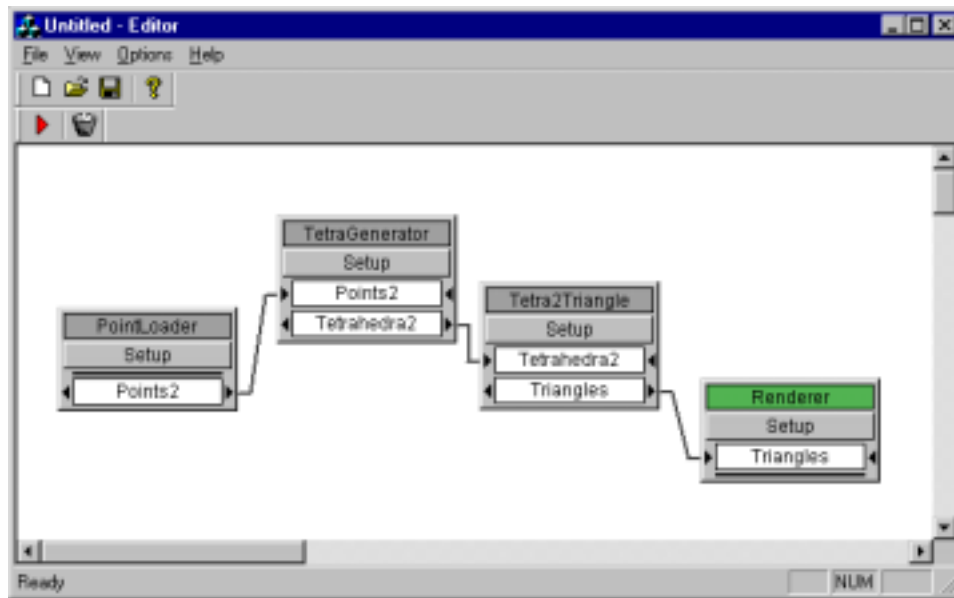 Untitled - Editor
File View Options Help
TetraGenerator
Setup
Points2
Tetrahedra2
PointLoader
Setup
Points2
Tetra2Triangle
Setup
Tetrahedra2
Triangles
Renderer
Setup
Triangles
Ready
NUM